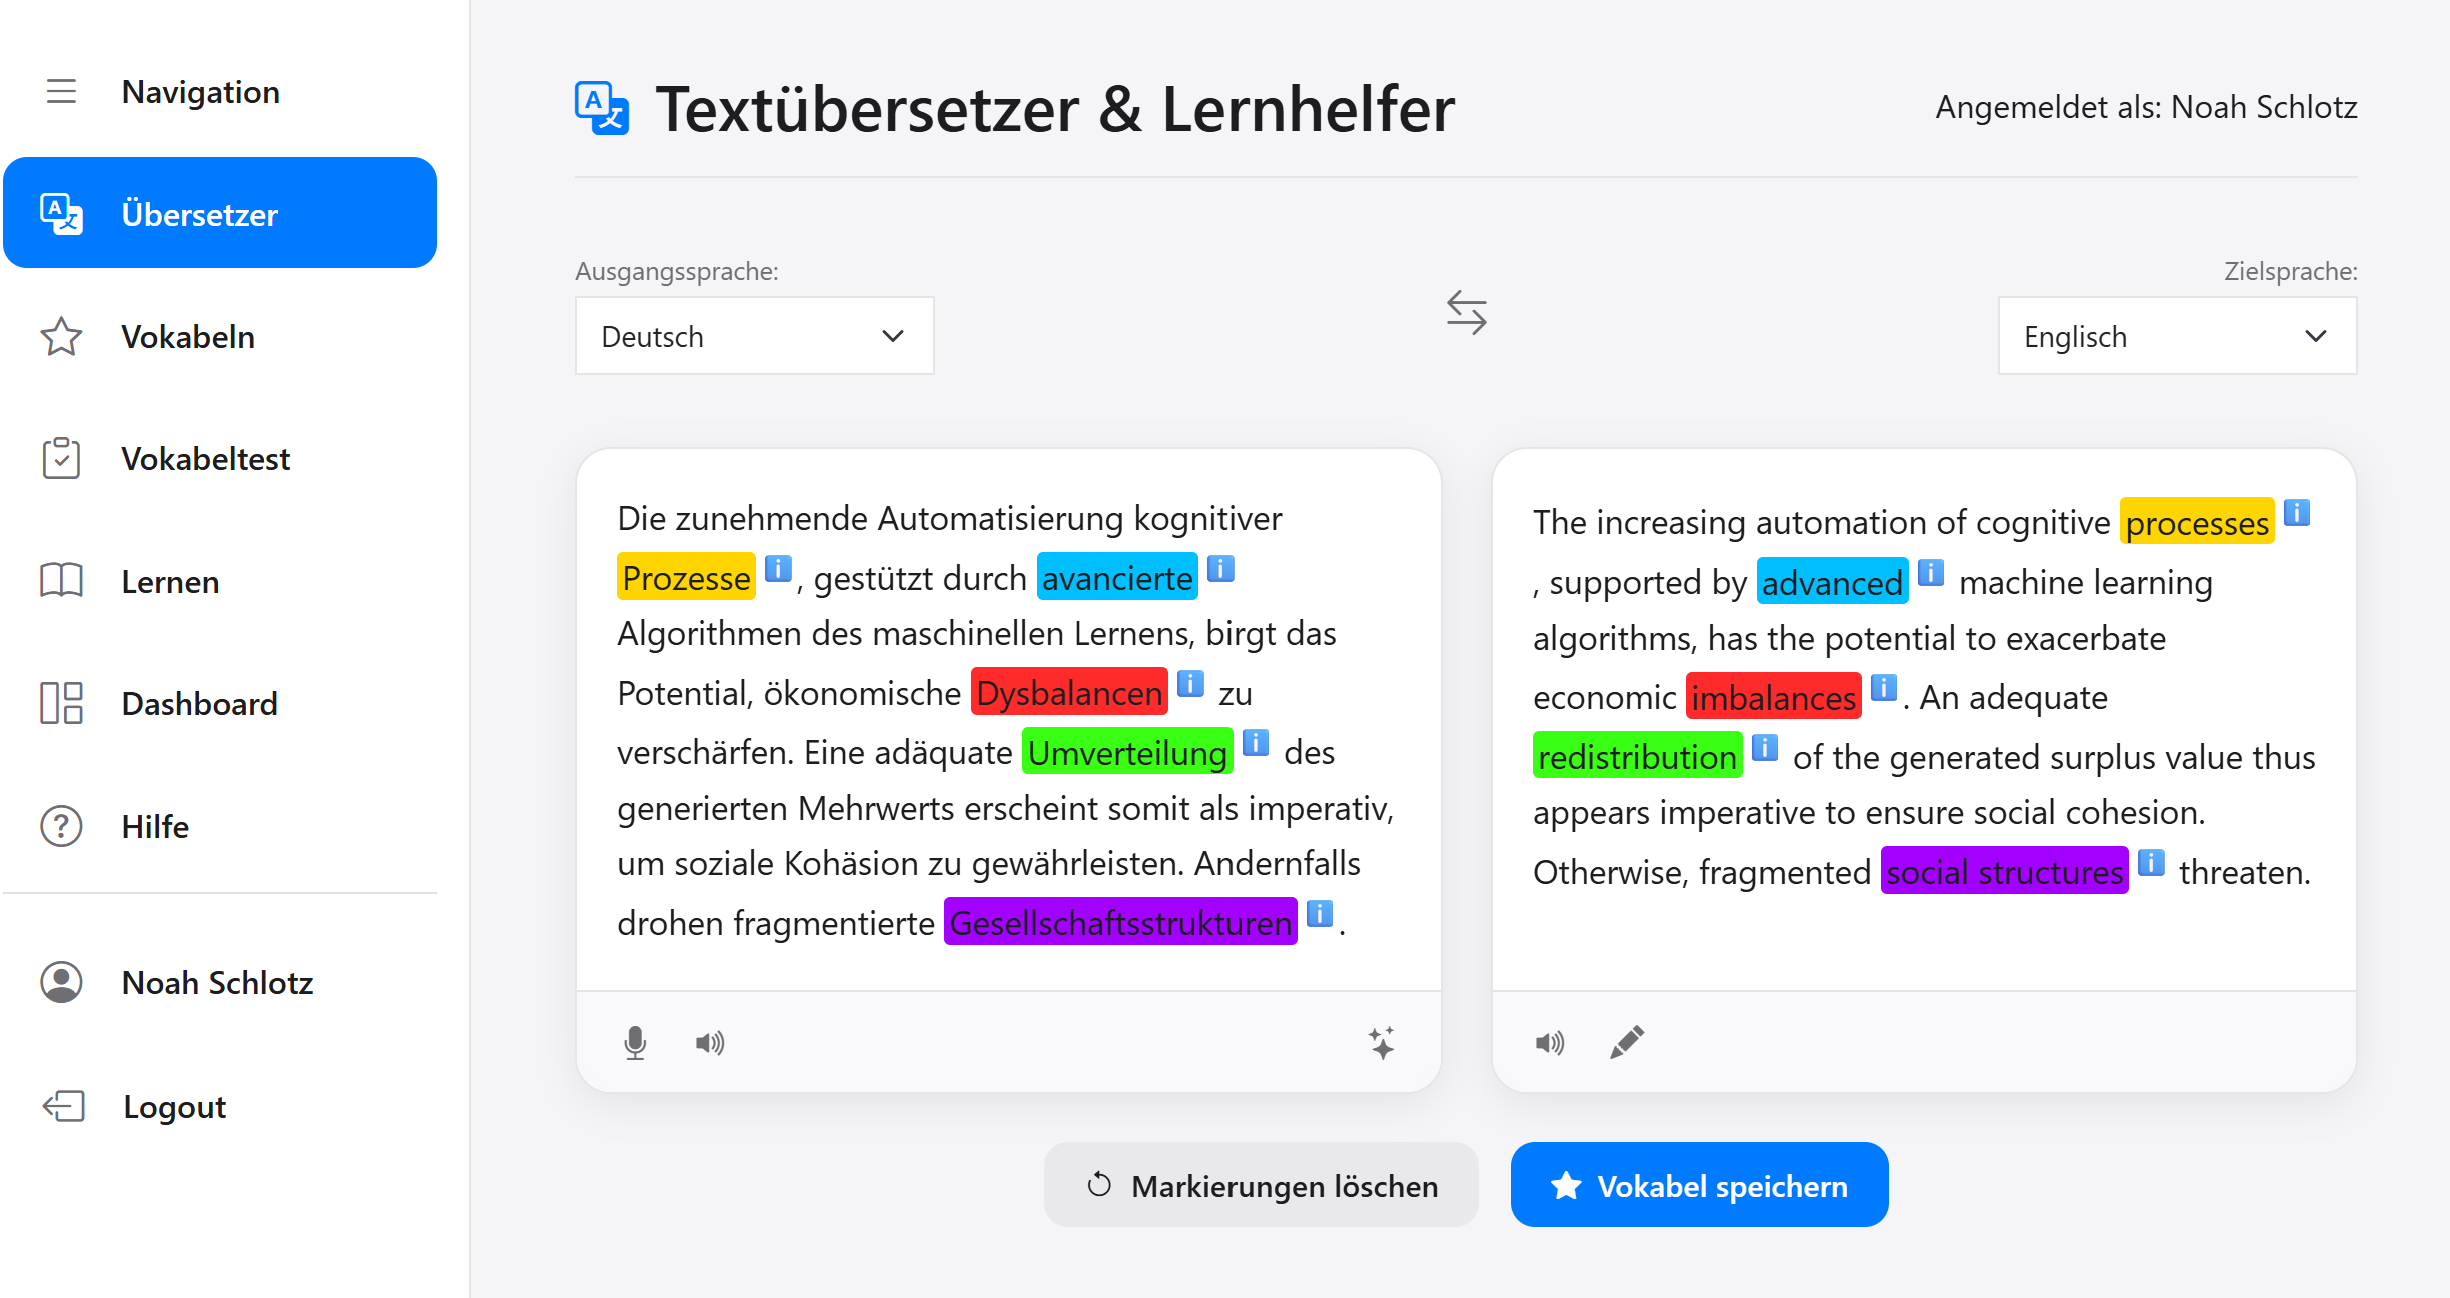 Navigation
Übersetzer
Vokabeln
Vokabeltest
Lernen
Dashboard
Hilfe
Noah Schlotz
Logout
Textübersetzer & Lernhelfer
Angemeldet als: Noah Schlotz
Ausgangssprache:
Deutsch
Zielsprache:
Englisch
Die zunehmende Automatisierung kognitiver
Prozesse i , gestützt durch avancierte i
Algorithmen des maschinellen Lernens, birgt das
Potential, ökonomische Dysbalancen i zu
verschärfen. Eine adäquate Umverteilung i des
generierten Mehrwerts erscheint somit als imperativ,
um soziale Kohäsion zu gewährleisten. Andernfalls
drohen fragmentierte Gesellschaftsstrukturen i .
The increasing automation of cognitive processes i
, supported by advanced i machine learning
algorithms, has the potential to exacerbate
economic imbalances i . An adequate
redistribution i of the generated surplus value thus
appears imperative to ensure social cohesion.
Otherwise, fragmented social structures i threaten.
Markierungen löschen
Vokabel speichern